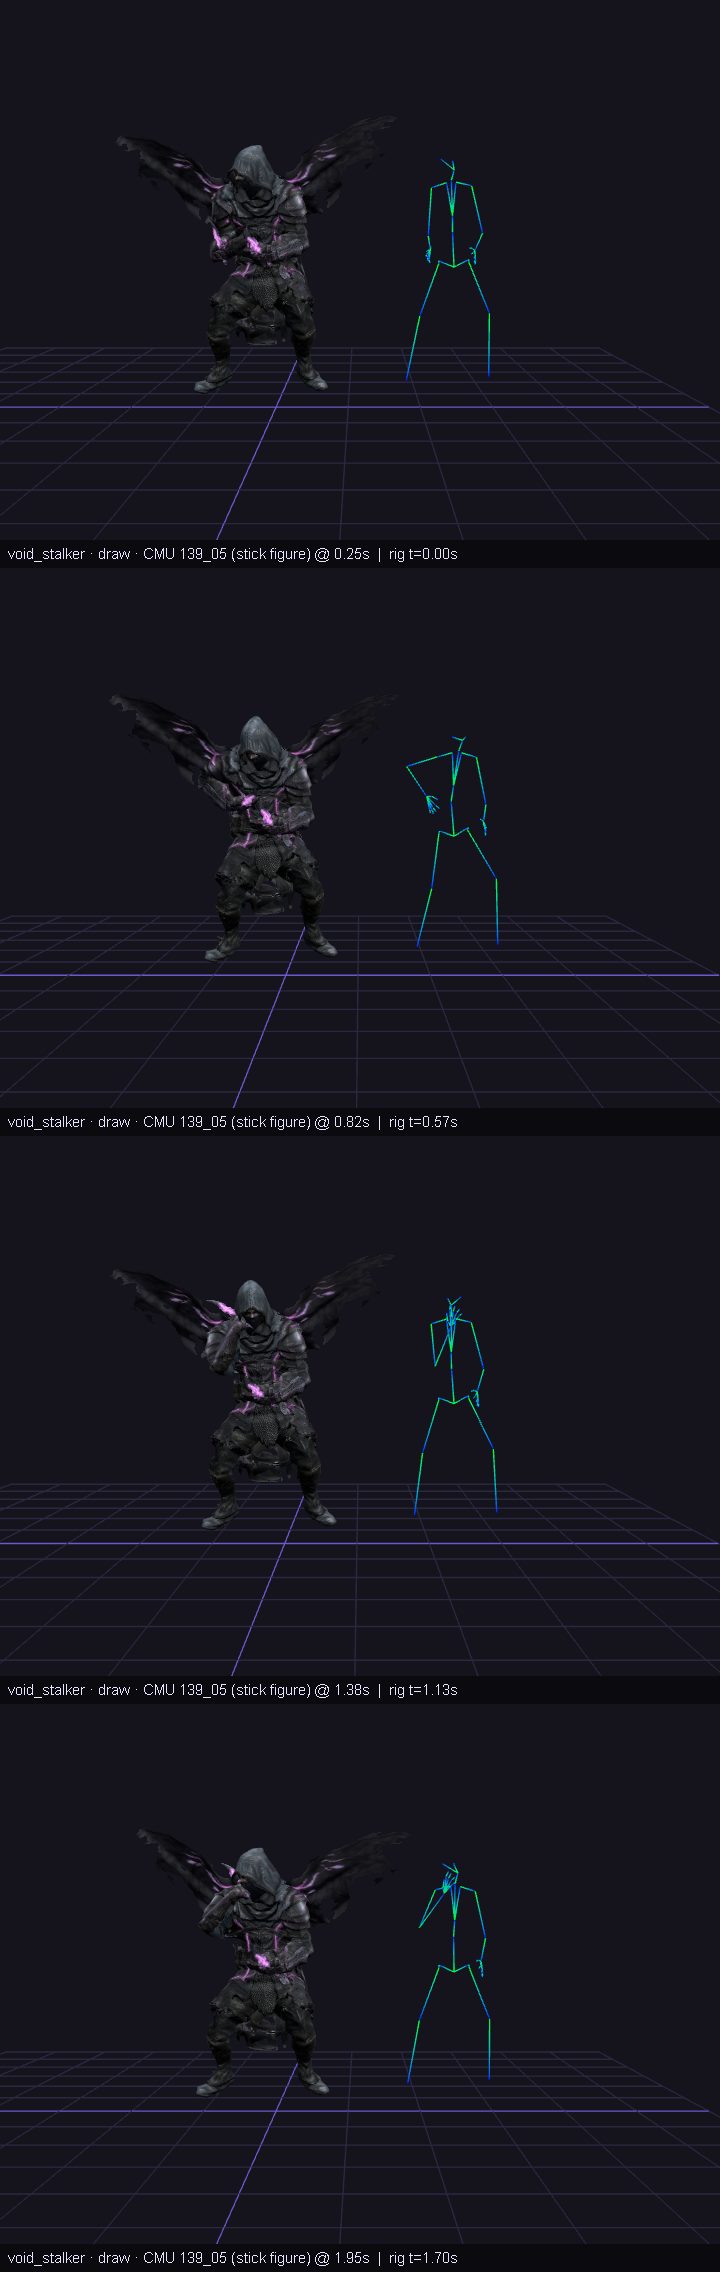 void_stalker · draw · CMU 139_05 (stick figure) @ 0.25s | rig t=0.00s
void_stalker · draw · CMU 139_05 (stick figure) @ 0.82s | rig t=0.57s
void_stalker · draw · CMU 139_05 (stick figure) @ 1.38s | rig t=1.13s
void_stalker · draw · CMU 139_05 (stick figure) @ 1.95s | rig t=1.70s